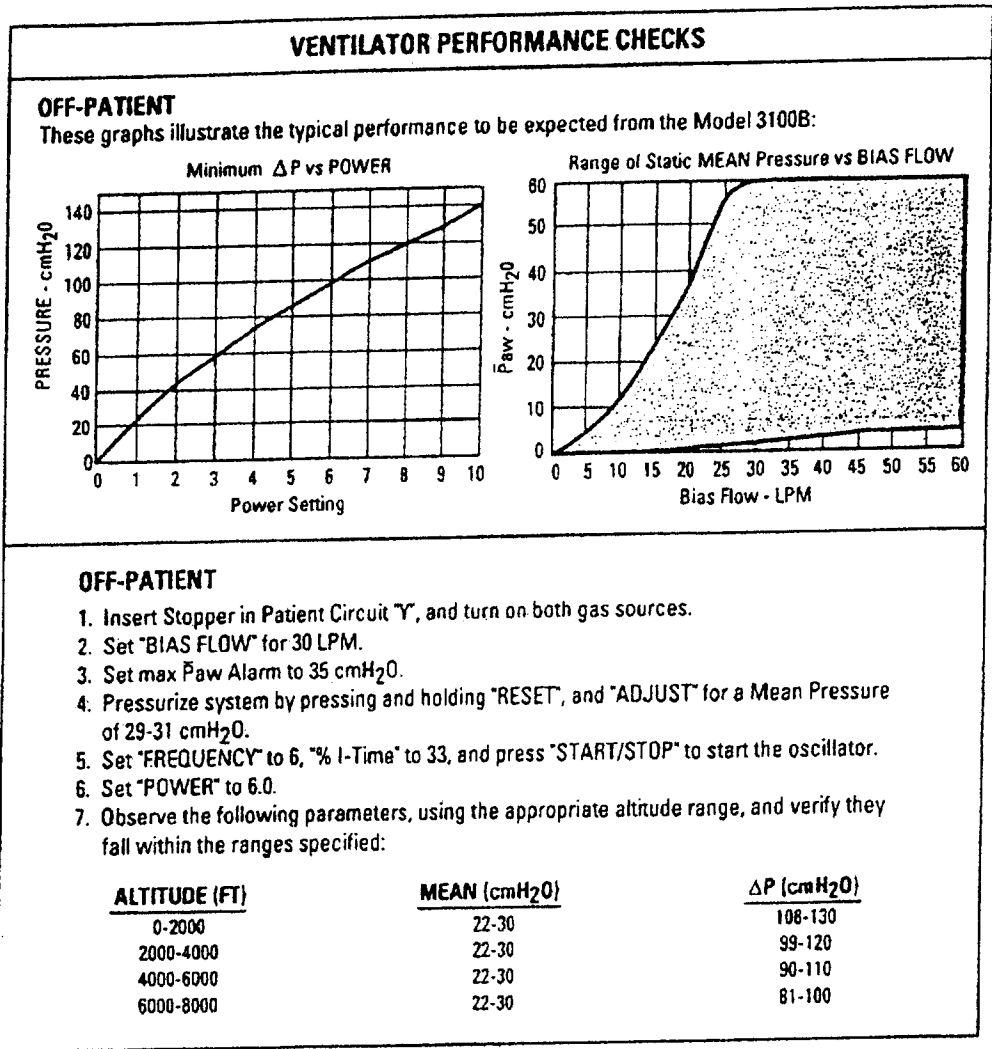 VENTILATOR PERFORMANCE CHECKS
OFF-PATIENT
These graphs illustrate the typical performance to be expected from the Model 3100B:
Minimum ΔP vs POWER
PRESSURE - cmH2O
140
120
100
80
60
40
20
0
0 1 2 3 4 5 6 7 8 9 10
Power Setting
Range of Static MEAN Pressure vs BIAS FLOW
P̄aw - cmH2O
60
50
40
30
20
10
0
0 5 10 15 20 25 30 35 40 45 50 55 60
Bias Flow - LPM
OFF-PATIENT
1. Insert Stopper in Patient Circuit "Y", and turn on both gas sources.
2. Set "BIAS FLOW" for 30 LPM.
3. Set max P̄aw Alarm to 35 cmH2O.
4. Pressurize system by pressing and holding "RESET", and "ADJUST" for a Mean Pressure
of 29-31 cmH2O.
5. Set "FREQUENCY" to 6, "% I-Time" to 33, and press "START/STOP" to start the oscillator.
6. Set "POWER" to 6.0.
7. Observe the following parameters, using the appropriate altitude range, and verify they
fall within the ranges specified:
ALTITUDE (FT) MEAN (cmH2O) ΔP (cmH2O)
0-2000 22-30 108-130
2000-4000 22-30 99-120
4000-6000 22-30 90-110
6000-8000 22-30 81-100